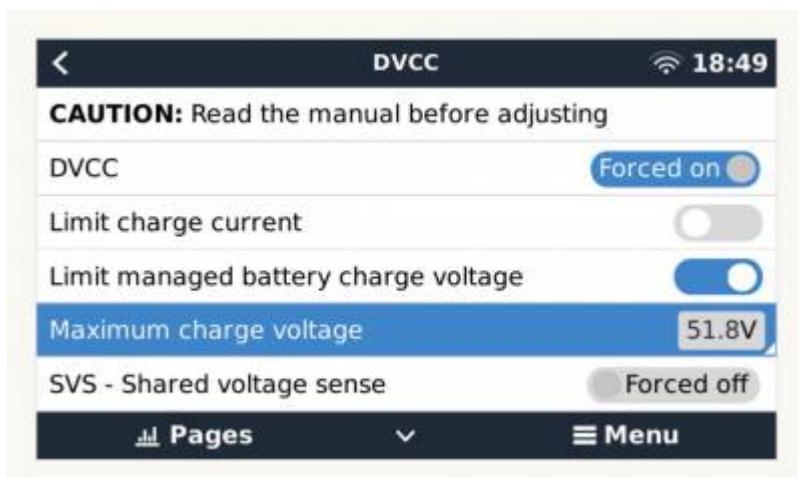 DVCC 18:49
CAUTION: Read the manual before adjusting
DVCC Forced on
Limit charge current
Limit managed battery charge voltage
Maximum charge voltage 51.8V
SVS - Shared voltage sense Forced off
Pages Menu